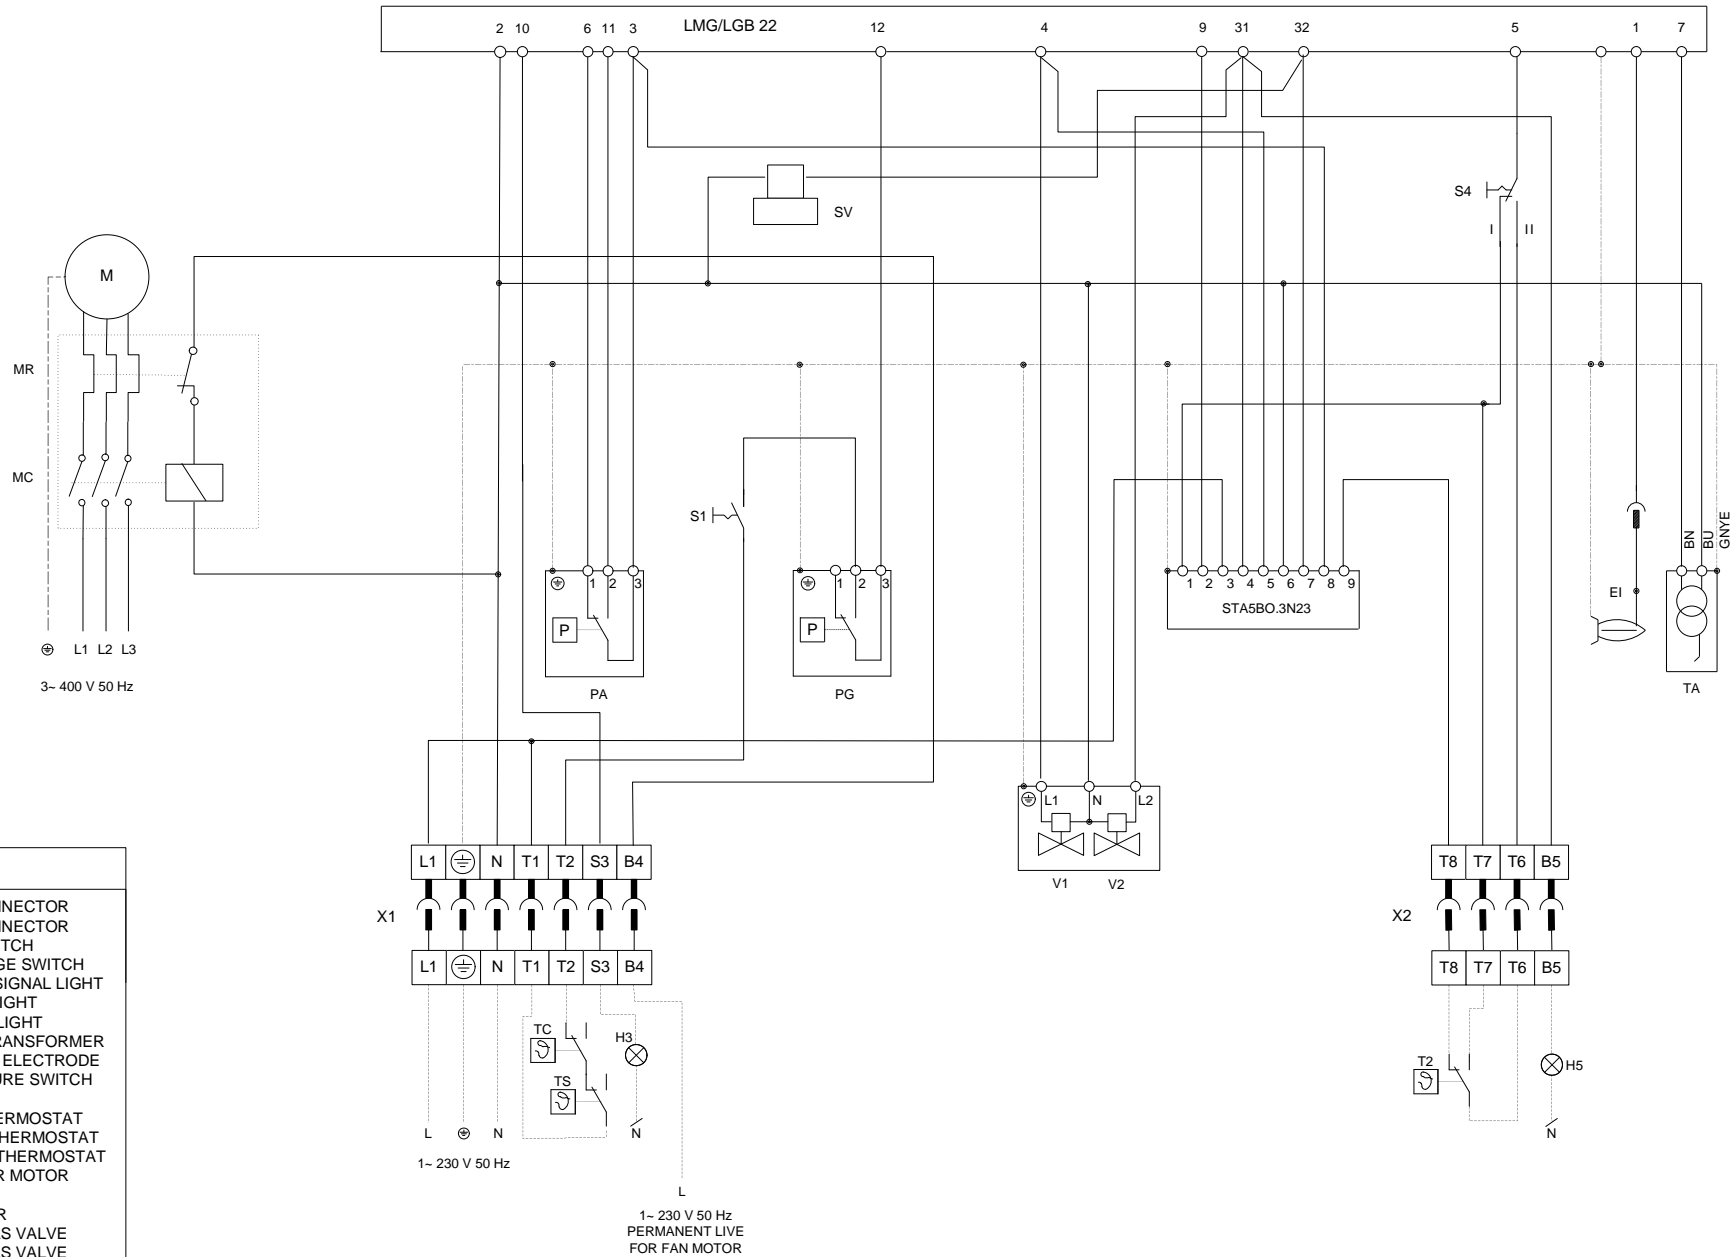 LMG/LGB 22
2 10 6 11 3 12 4 9 31 32 5 1 7
SV
S4
I II
M
MR
MC
S1
BN
BU
GNYE
1 2 3
P
PA
1 2 3
P
PG
1 2 3 4 5 6 7 8 9
STA5BO.3N23
EI
TA
L1 L2 L3
3~ 400 V 50 Hz
L1 N L2
V1 V2
L1 N T1 T2 S3 B4
X1
L1 N T1 T2 S3 B4
T8 T7 T6 B5
X2
T8 T7 T6 B5
TC
H3
TS
T2
H5
L N
N
N
1~ 230 V 50 Hz
L
1~ 230 V 50 Hz
PERMANENT LIVE
FOR FAN MOTOR
NNECTOR
NNECTOR
TCH
GE SWITCH
SIGNAL LIGHT
IGHT
LIGHT
RANSFORMER
ELECTRODE
URE SWITCH
ERMOSTAT
HERMOSTAT
THERMOSTAT
R MOTOR
R
AS VALVE
AS VALVE